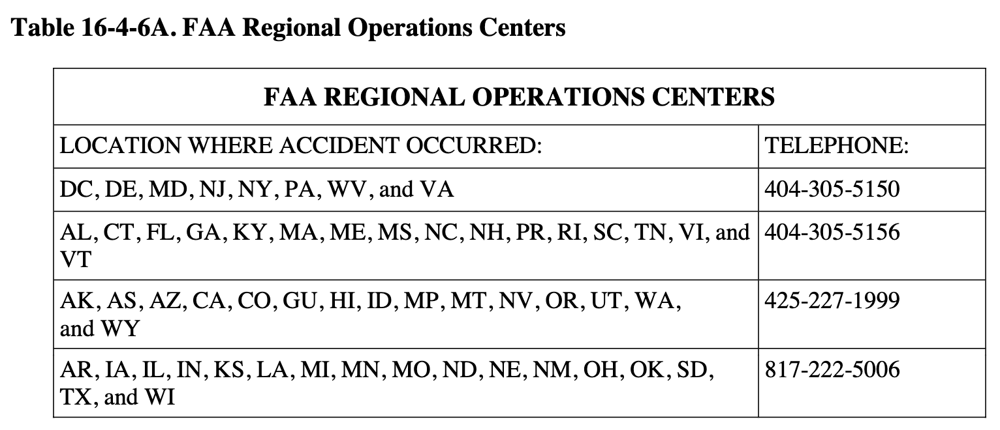 Table 16-4-6A. FAA Regional Operations Centers
FAA REGIONAL OPERATIONS CENTERS
LOCATION WHERE ACCIDENT OCCURRED: TELEPHONE:
DC, DE, MD, NJ, NY, PA, WV, and VA 404-305-5150
AL, CT, FL, GA, KY, MA, ME, MS, NC, NH, PR, RI, SC, TN, VI, and 404-305-5156
VT
AK, AS, AZ, CA, CO, GU, HI, ID, MP, MT, NV, OR, UT, WA, 425-227-1999
and WY
AR, IA, IL, IN, KS, LA, MI, MN, MO, ND, NE, NM, OH, OK, SD, 817-222-5006
TX, and WI